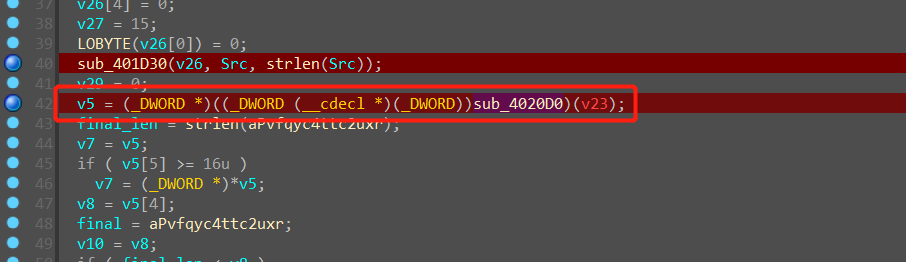 37 v26[4] = 0;
38 v27 = 15;
39 LOBYTE(v26[0]) = 0;
40 sub_401D30(v26, Src, strlen(Src));
41 v29 = 0;
42 v5 = (_DWORD *)((_DWORD (__cdecl *)(_DWORD))sub_4020D0)(v23);
43 final_len = strlen(aPvfqyc4ttc2uxr);
44 v7 = v5;
45 if ( v5[5] >= 16u )
46 v7 = (_DWORD *)*v5;
47 v8 = v5[4];
48 final = aPvfqyc4ttc2uxr;
49 v10 = v8;
50 if ( final_len < v8 )